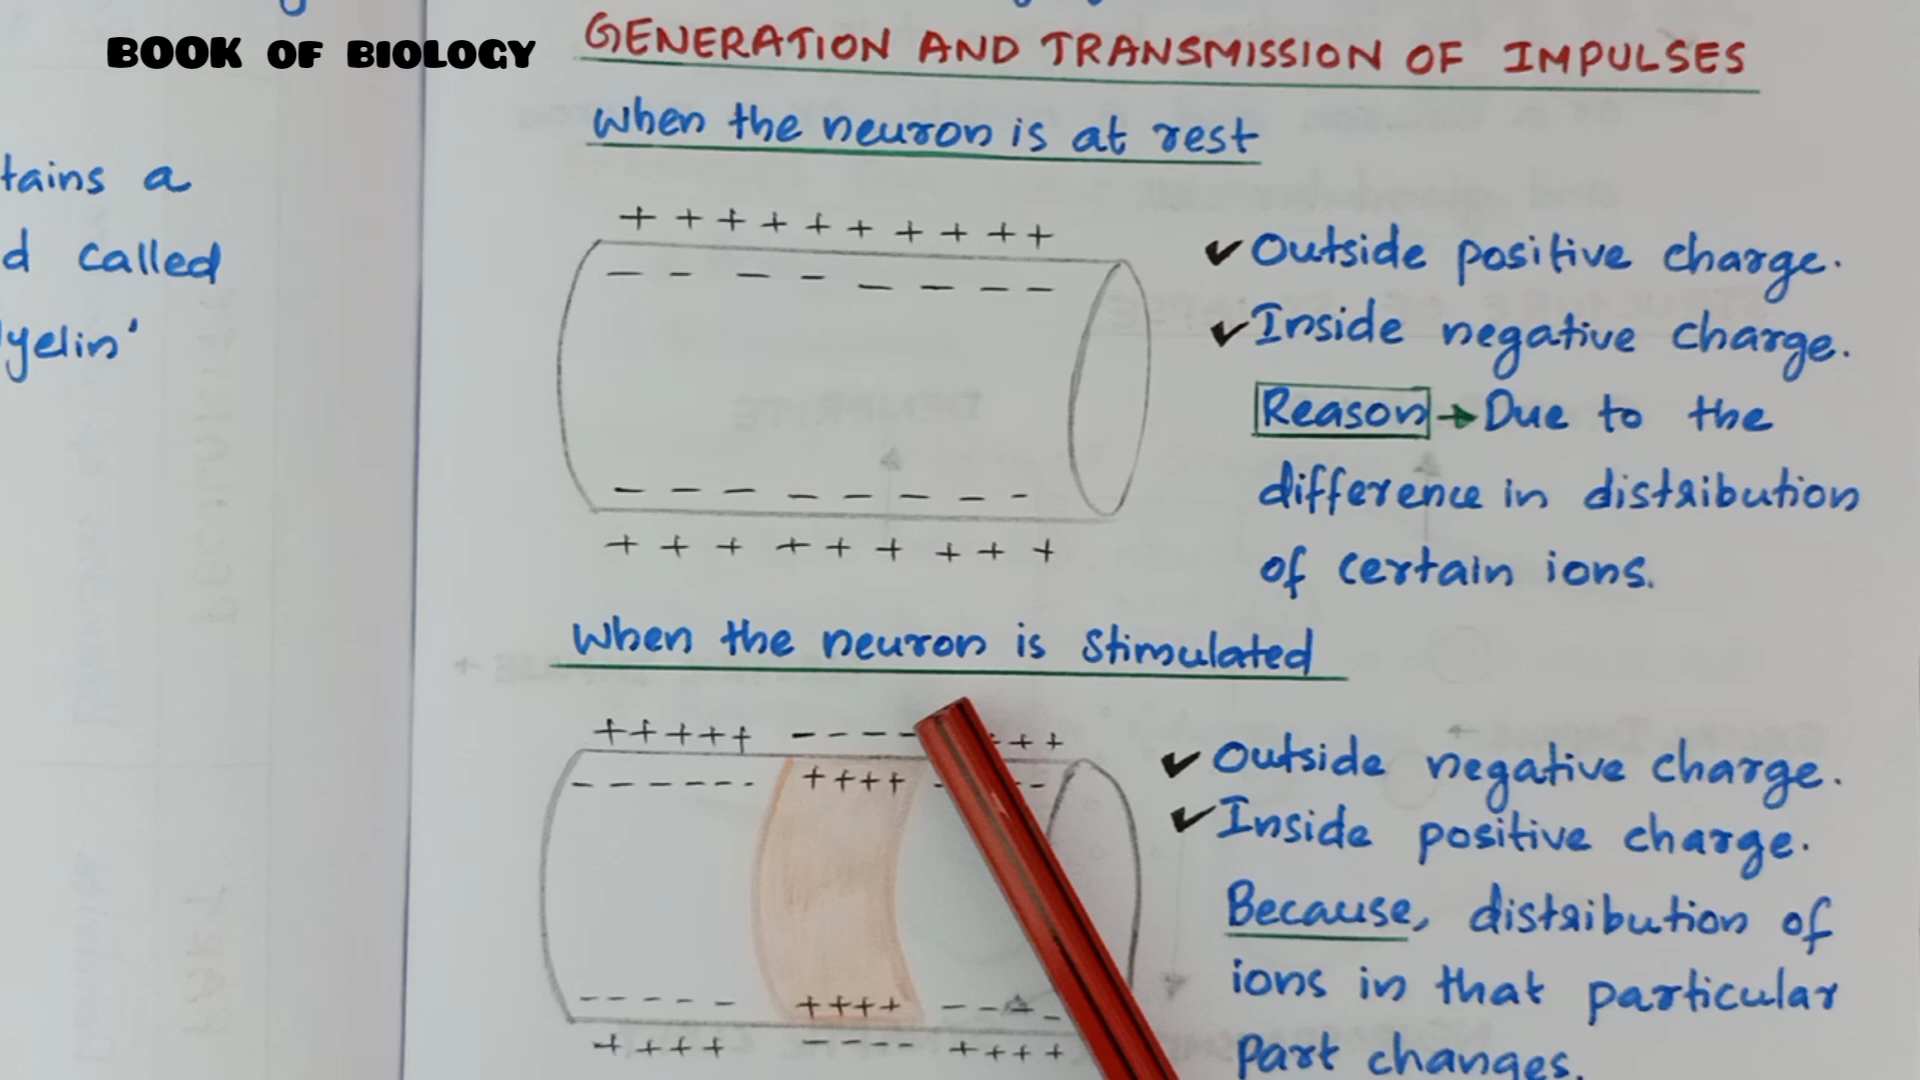 BOOK OF BIOLOGY
GENERATION AND TRANSMISSION OF IMPULSES
When the neuron is at rest
tains a
d called
yelin'
+ + + + + + + + + +
— — — — — — — —
✓ Outside positive charge.
✓ Inside negative charge.
Reason → Due to the
difference in distribution
of certain ions.
— — — — — — — —
+ + + + + + + + +
When the neuron is Stimulated
+++++ ---- +++
------ ++++ ---
✓ Outside negative charge.
✓ Inside positive charge.
Because, distribution of
ions in that particular
part changes.
----- ++++ ---
++++ ---- ++++